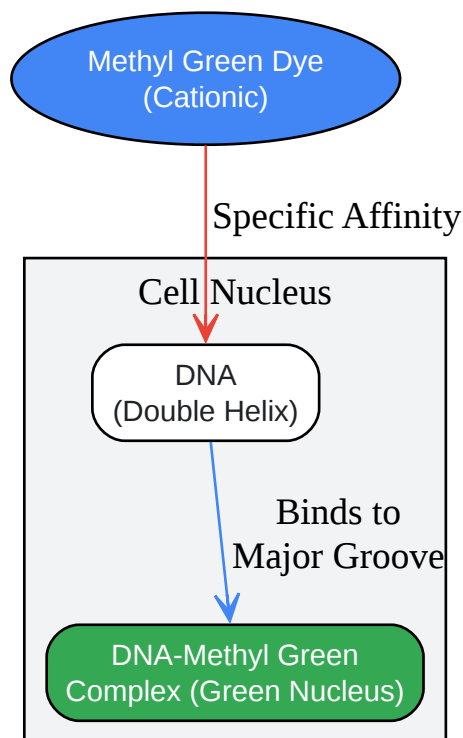 Methyl Green Dye
(Cationic)
Specific Affinity
Cell Nucleus
DNA
(Double Helix)
Binds to
Major Groove
DNA-Methyl Green
Complex (Green Nucleus)